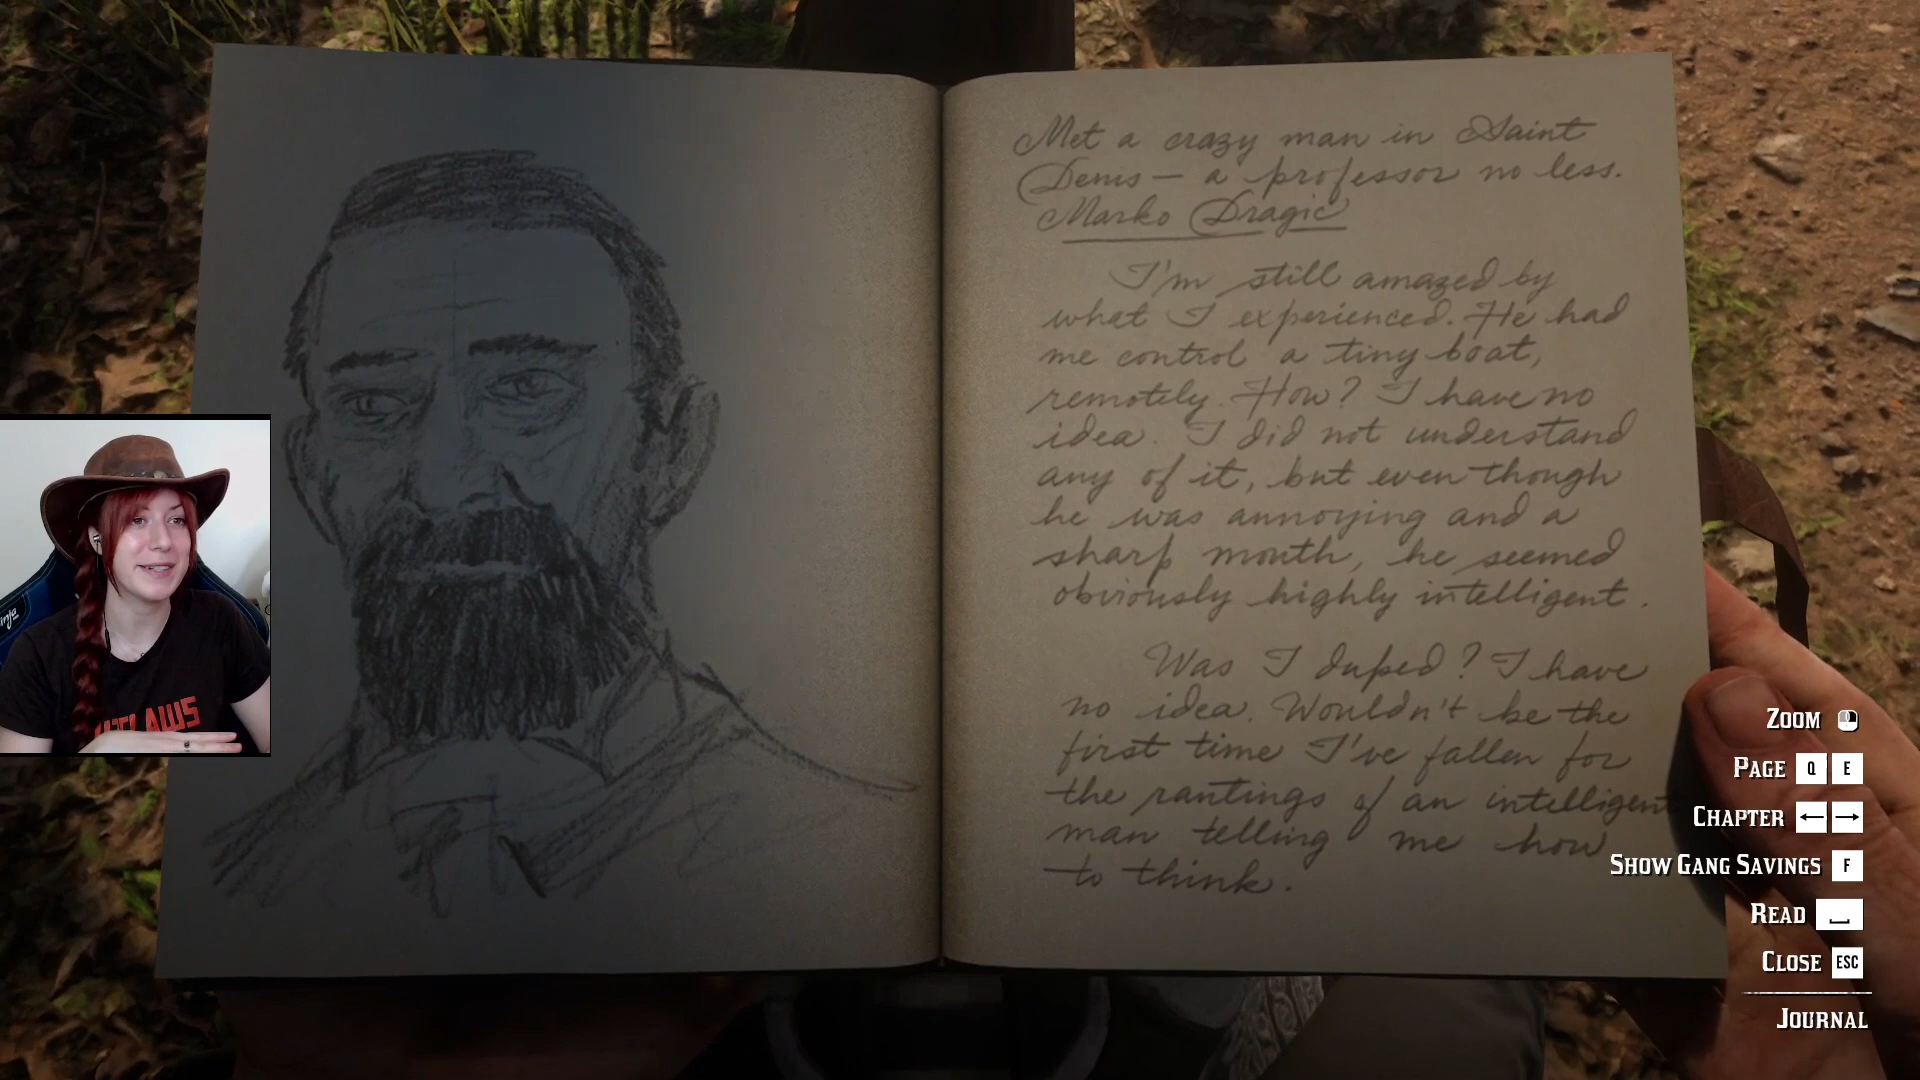 Met a crazy man in Saint
Denis — a professor no less.
Marko Dragic
I'm still amazed by
what I experienced. He had
me control a tiny boat,
remotely. How? I have no
idea. I did not understand
any of it, but even though
he was annoying and a
sharp mouth, he seemed
obviously highly intelligent.
Was I duped? I have
no idea. Wouldn't be the
first time I've fallen for
the rantings of an intelligent
man telling me how
to think.
OUTLAWS
ZOOM
PAGE Q E
CHAPTER ← →
SHOW GANG SAVINGS F
READ
CLOSE ESC
JOURNAL